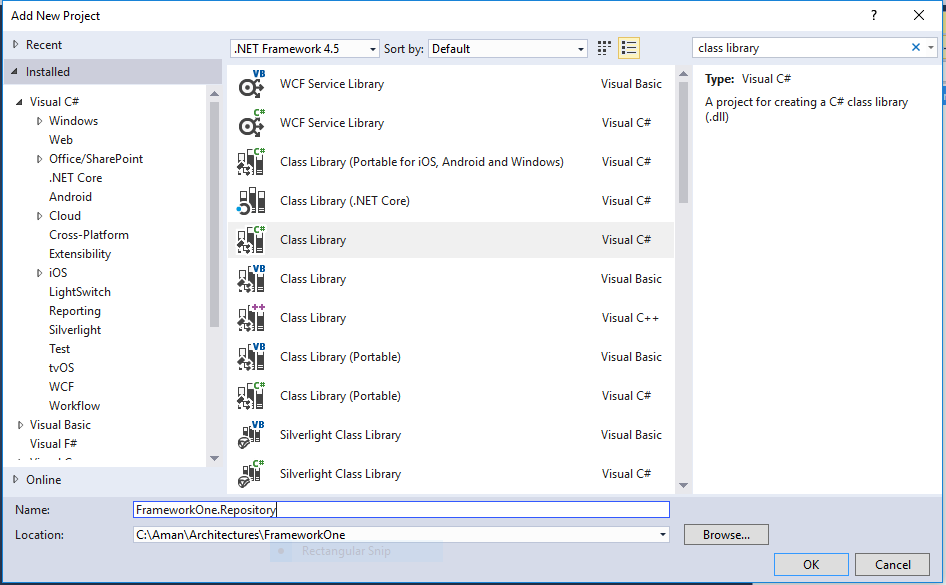 Add New Project
?
Recent
.NET Framework 4.5 Sort by: Default
class library
Installed
Visual C#
Windows
Web
Office/SharePoint
.NET Core
Android
Cloud
Cross-Platform
Extensibility
iOS
LightSwitch
Reporting
Silverlight
Test
tvOS
WCF
Workflow
Visual Basic
Visual F#
Online
VB WCF Service Library Visual Basic
C# WCF Service Library Visual C#
C# Class Library (Portable for iOS, Android and Windows) Visual C#
Class Library (.NET Core) Visual C#
C# Class Library Visual C#
VB Class Library Visual Basic
++ Class Library Visual C++
VB Class Library (Portable) Visual Basic
C# Class Library (Portable) Visual C#
VB Silverlight Class Library Visual Basic
C# Silverlight Class Library Visual C#
Type: Visual C#
A project for creating a C# class library
(.dll)
Name: FrameworkOne.Repository
Location: C:\Aman\Architectures\FrameworkOne
Browse...
Rectangular Snip
OK Cancel